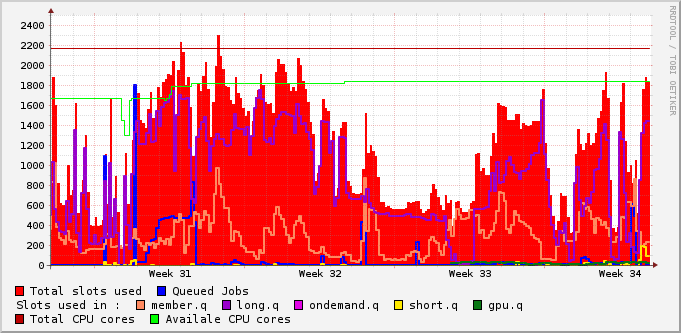 2400
2200
2000
1800
1600
1400
1200
1000
800
600
400
200
0
Week 31 Week 32 Week 33 Week 34
Total slots used Queued Jobs
Slots used in : member.q long.q ondemand.q short.q gpu.q
Total CPU cores Availale CPU cores
RRDTOOL / TOBI OETIKER